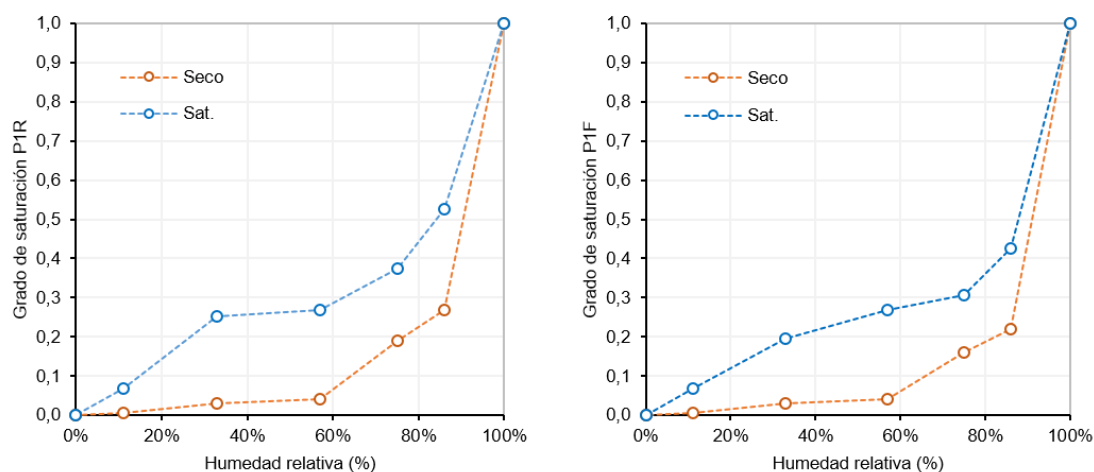 Grado de saturación P1R
1,0
0,9
0,8
0,7
0,6
0,5
0,4
0,3
0,2
0,1
0,0
Seco
Sat.
0% 20% 40% 60% 80% 100%
Humedad relativa (%)
Grado de saturación P1F
1,0
0,9
0,8
0,7
0,6
0,5
0,4
0,3
0,2
0,1
0,0
Seco
Sat.
0% 20% 40% 60% 80% 100%
Humedad relativa (%)